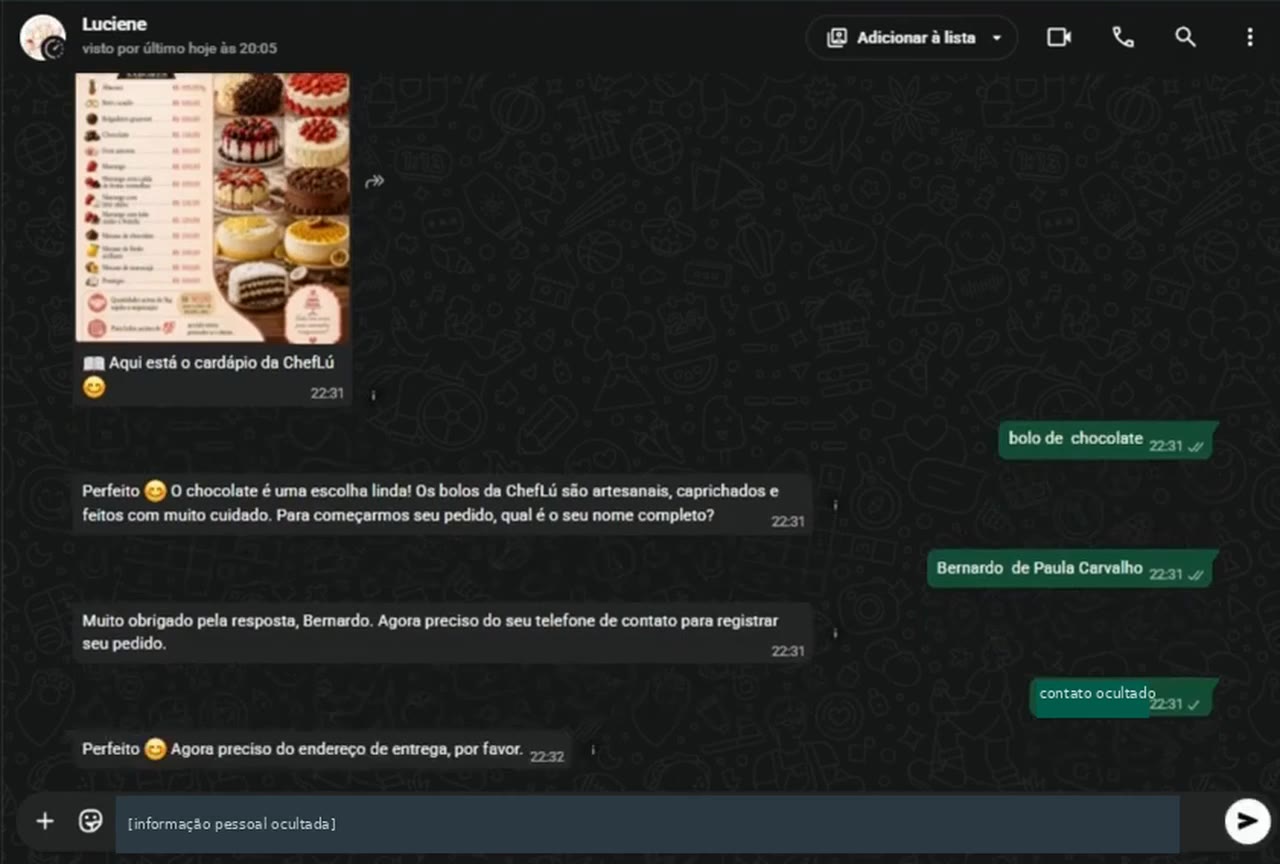 Luciene
visto por último hoje às 20:05
Adicionar à lista
Morango
Chocolate
Morango
📖 Aqui está o cardápio da ChefLú
😊
22:31
bolo de chocolate 22:31
Perfeito 😊 O chocolate é uma escolha linda! Os bolos da ChefLú são artesanais, caprichados e
feitos com muito cuidado. Para começarmos seu pedido, qual é o seu nome completo?
22:31
Bernardo de Paula Carvalho 22:31
Muito obrigado pela resposta, Bernardo. Agora preciso do seu telefone de contato para registrar
seu pedido.
22:31
contato ocultado 22:31
Perfeito 😊 Agora preciso do endereço de entrega, por favor. 22:32
[informação pessoal ocultada]